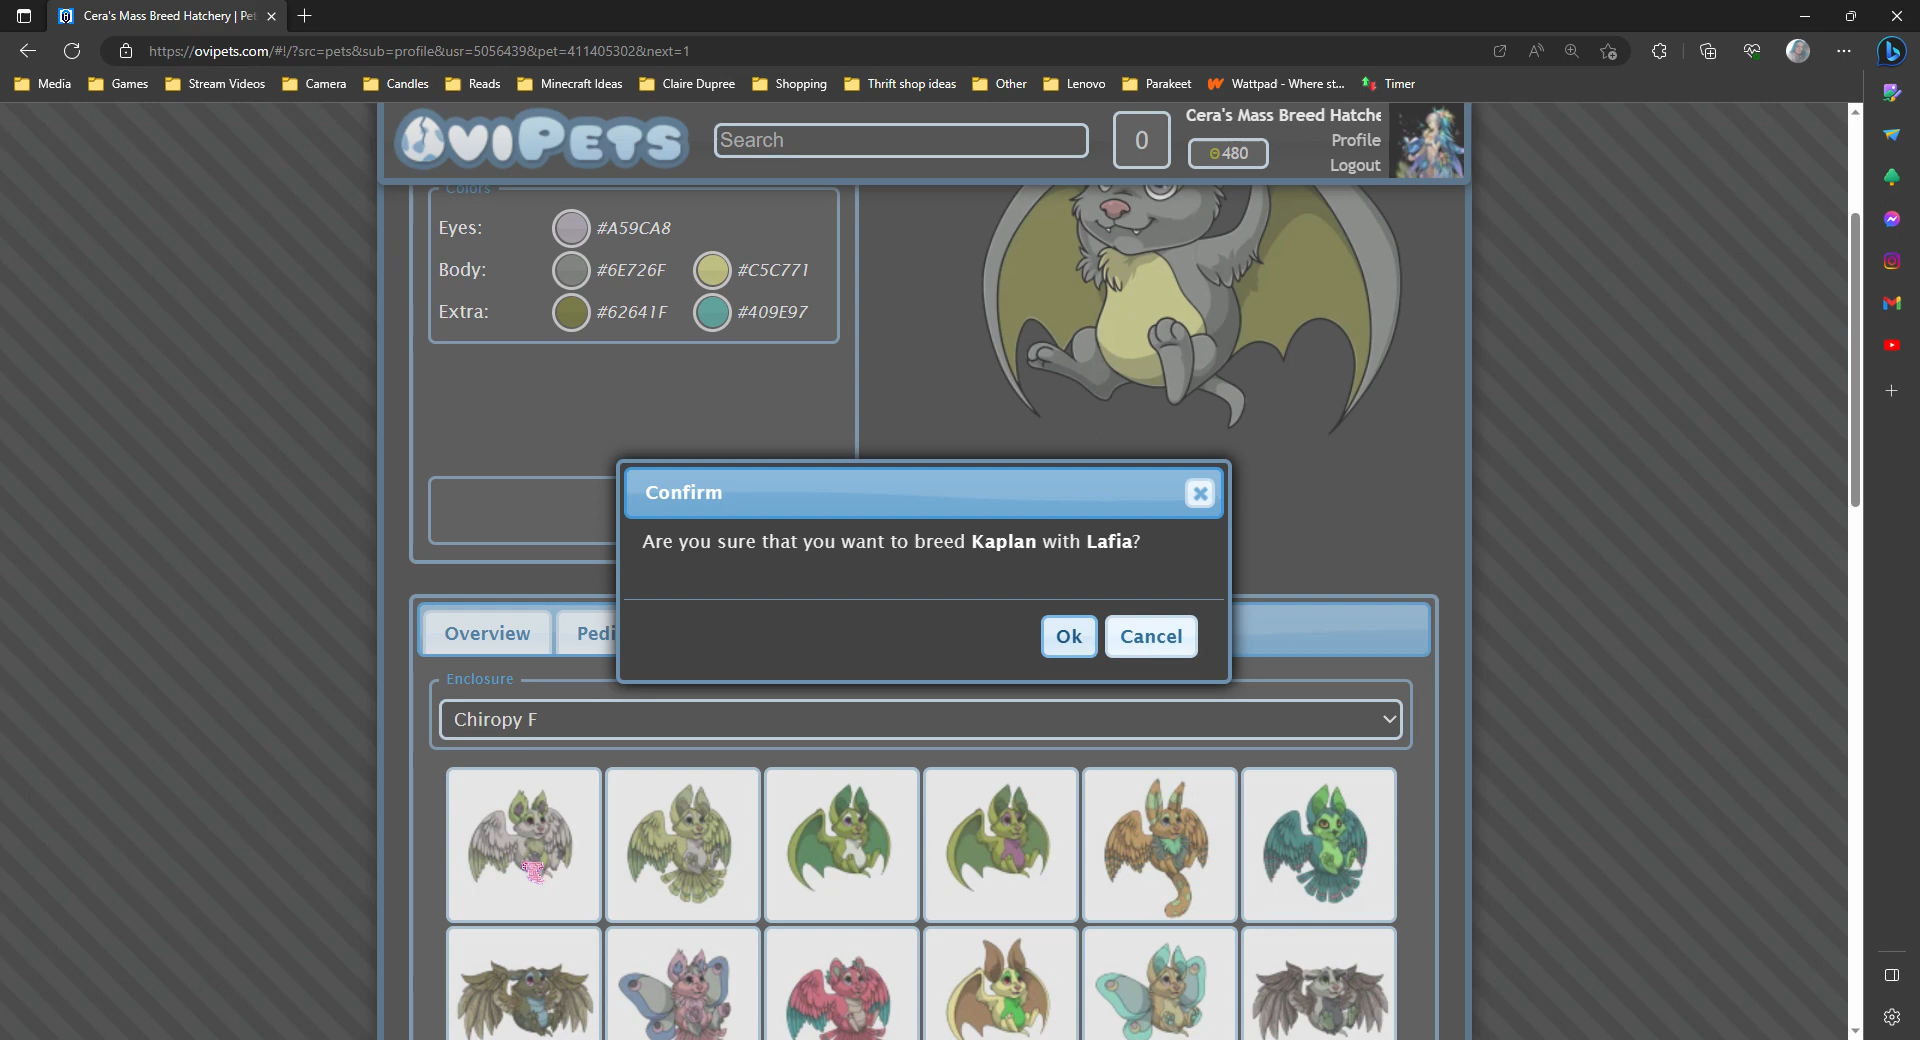 Cera's Mass Breed Hatchery | Pet
https://ovipets.com/#!/?src=pets&sub=profile&usr=5056439&pet=411405302&next=1
Media Games Stream Videos Camera Candles Reads Minecraft Ideas Claire Dupree Shopping Thrift shop ideas Other Lenovo Parakeet Wattpad - Where st... Timer
OviPets
Search
0
Cera's Mass Breed Hatche
480
Profile
Logout
Colors
Eyes: #A59CA8
Body: #6E726F #C5C771
Extra: #62641F #409E97
Confirm
Are you sure that you want to breed Kaplan with Lafia?
Ok Cancel
Overview Pedi
Enclosure
Chiropy F